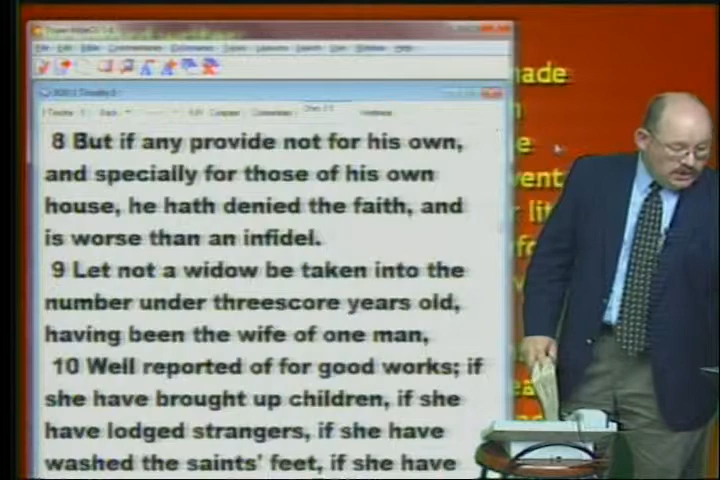 8 But if any provide not for his own,
and specially for those of his own
house, he hath denied the faith, and
is worse than an infidel.
9 Let not a widow be taken into the
number under threescore years old,
having been the wife of one man,
10 Well reported of for good works; if
she have brought up children, if she
have lodged strangers, if she have
washed the saints' feet, if she have